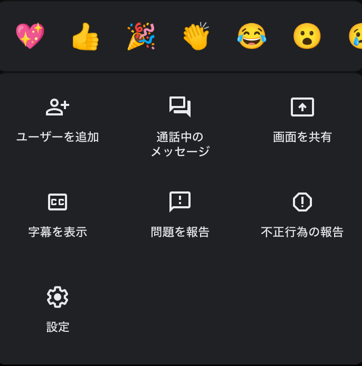 ユーザーを追加
通話中の
メッセージ
画面を共有
CC
字幕を表示
問題を報告
不正行為の報告
設定